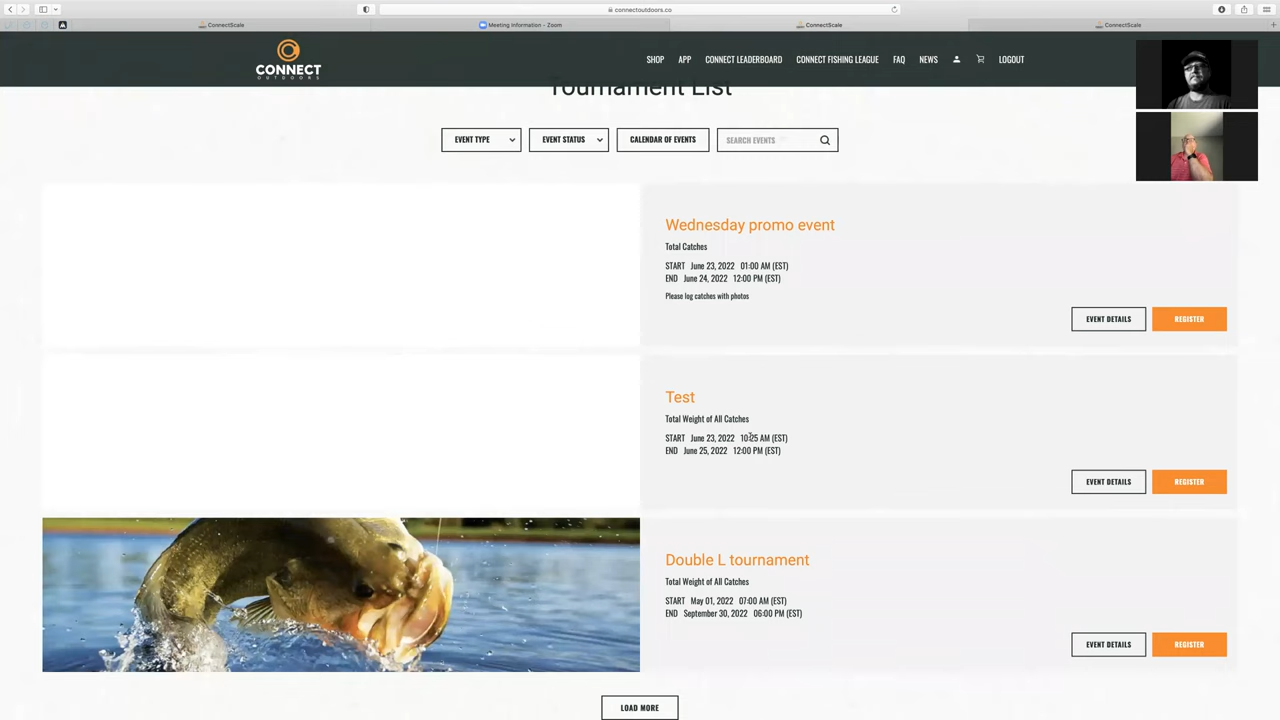 connectoutdoors.co
ConnectScale
Meeting Information - Zoom
ConnectScale
ConnectScale
CONNECT
OUTDOORS
SHOP
APP
CONNECT LEADERBOARD
CONNECT FISHING LEAGUE
FAQ
NEWS
LOGOUT
Tournament List
EVENT TYPE
EVENT STATUS
CALENDAR OF EVENTS
SEARCH EVENTS
Wednesday promo event
Total Catches
START June 23, 2022 01:00 AM (EST)
END June 24, 2022 12:00 PM (EST)
Please log catches with photos
EVENT DETAILS
REGISTER
Test
Total Weight of All Catches
START June 23, 2022 10:25 AM (EST)
END June 25, 2022 12:00 PM (EST)
EVENT DETAILS
REGISTER
Double L tournament
Total Weight of All Catches
START May 01, 2022 07:00 AM (EST)
END September 30, 2022 06:00 PM (EST)
EVENT DETAILS
REGISTER
LOAD MORE